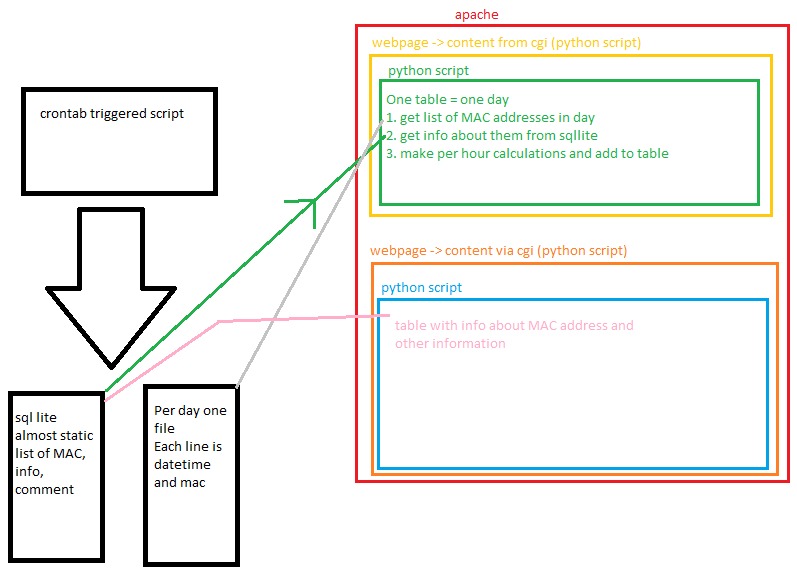 apache
webpage -> content from cgi (python script)
python script
One table = one day
1. get list of MAC addresses in day
2. get info about them from sqllite
3. make per hour calculations and add to table
crontab triggered script
webpage -> content via cgi (python script)
python script
table with info about MAC address and
other information
sql lite
almost static
list of MAC,
info,
comment
Per day one
file
Each line is
datetime
and mac